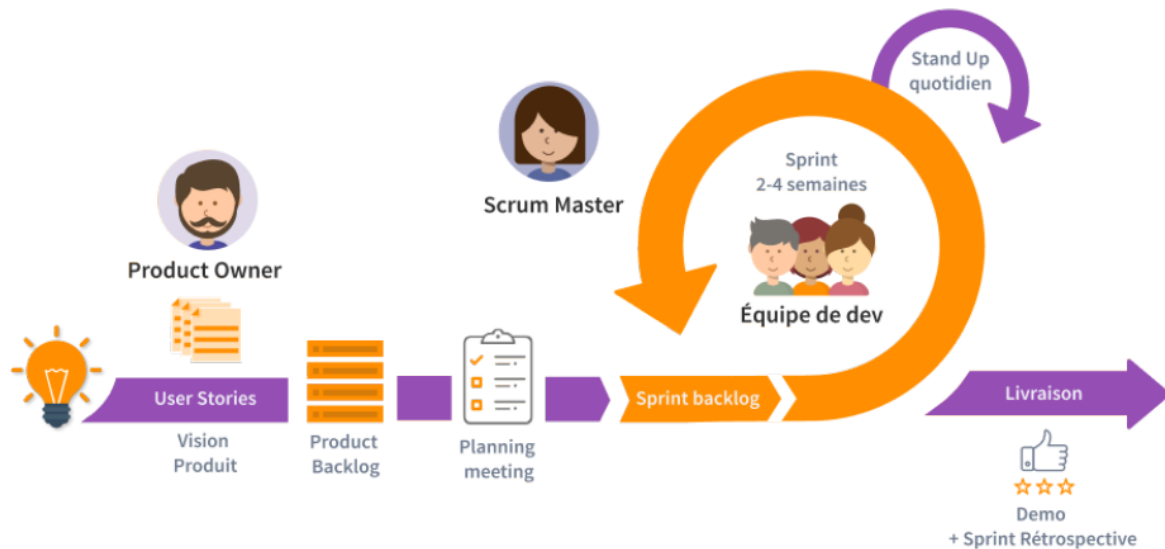 Product Owner
User Stories
Vision
Produit
Product
Backlog
Planning
meeting
Scrum Master
Sprint backlog
Sprint
2-4 semaines
Équipe de dev
Stand Up
quotidien
Livraison
Demo
+ Sprint Rétrospective